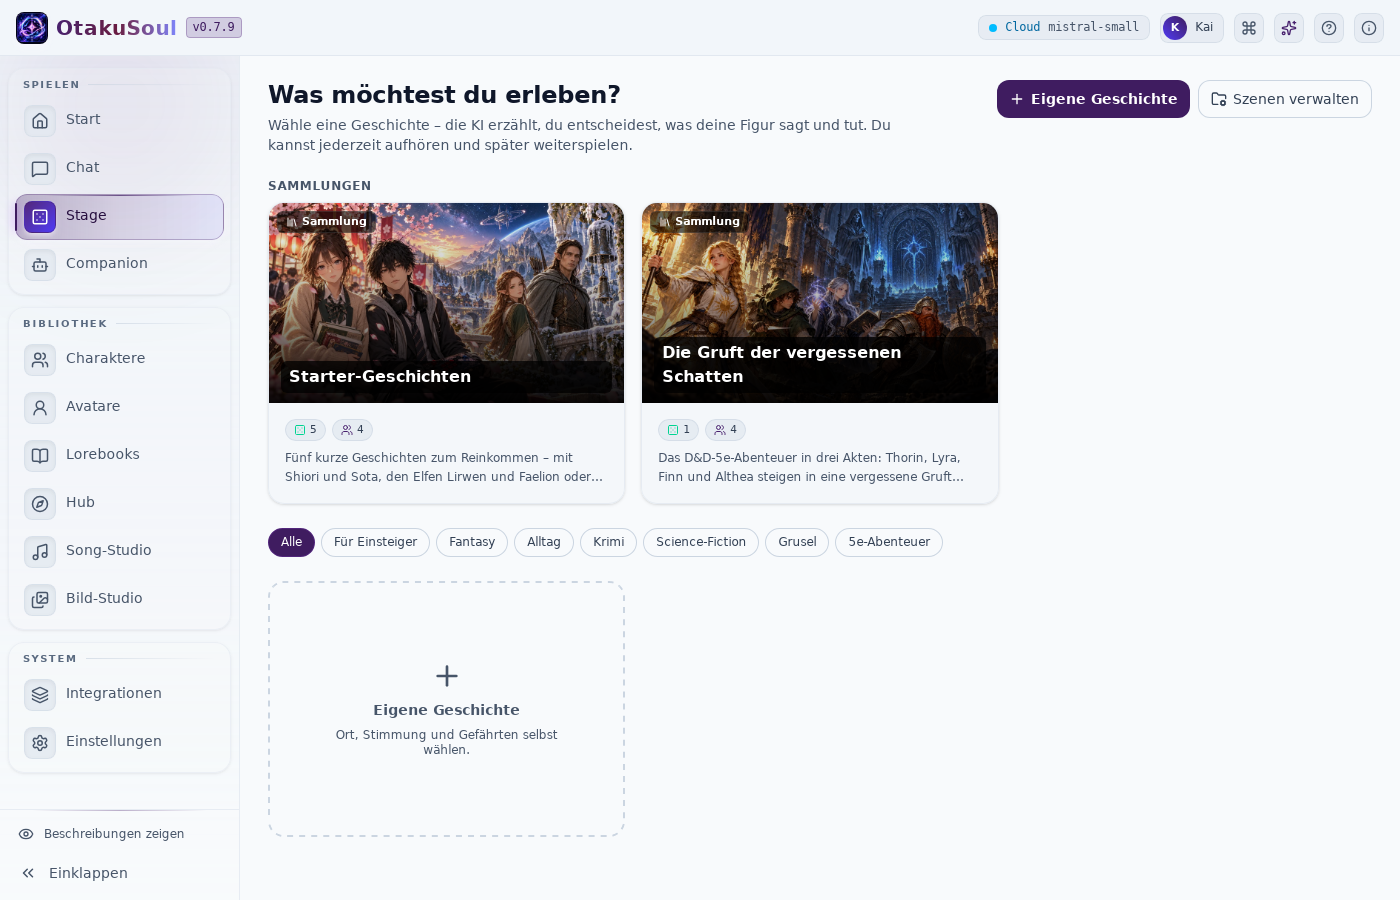 OtakuSoul v0.7.9
Cloud mistral-small
K Kai
SPIELEN
Start
Chat
Stage
Companion
BIBLIOTHEK
Charaktere
Avatare
Lorebooks
Hub
Song-Studio
Bild-Studio
SYSTEM
Integrationen
Einstellungen
Beschreibungen zeigen
Einklappen
Was möchtest du erleben?
Wähle eine Geschichte – die KI erzählt, du entscheidest, was deine Figur sagt und tut. Du
kannst jederzeit aufhören und später weiterspielen.
Eigene Geschichte
Szenen verwalten
SAMMLUNGEN
Sammlung
Starter-Geschichten
5 4
Fünf kurze Geschichten zum Reinkommen – mit
Shiori und Sota, den Elfen Lirwen und Faelion oder…
Sammlung
Die Gruft der vergessenen
Schatten
1 4
Das D&D-5e-Abenteuer in drei Akten: Thorin, Lyra,
Finn und Althea steigen in eine vergessene Gruft…
Alle Für Einsteiger Fantasy Alltag Krimi Science-Fiction Grusel 5e-Abenteuer
Eigene Geschichte
Ort, Stimmung und Gefährten selbst
wählen.